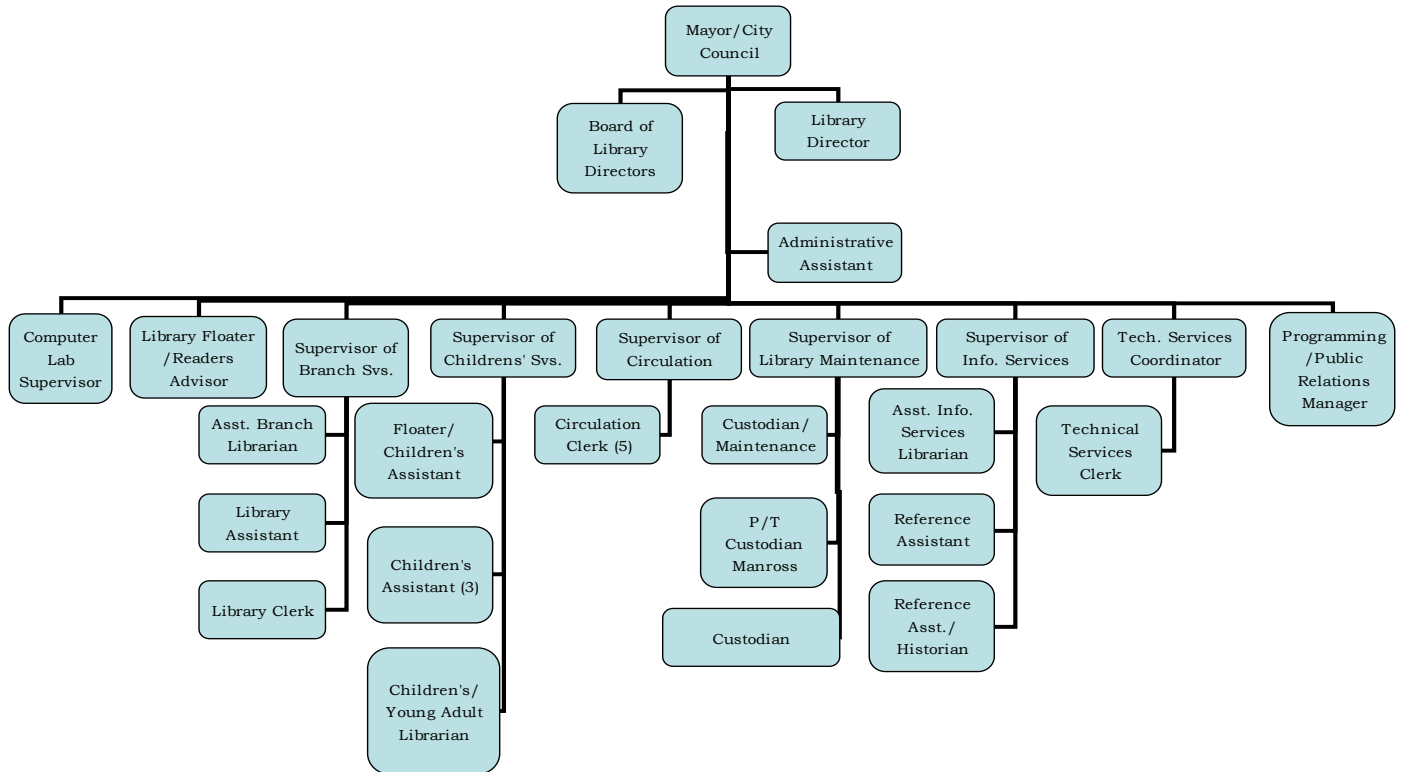 Mayor/City
Council
Board of
Library
Directors
Library
Director
Administrative
Assistant
Computer
Lab
Supervisor
Library Floater
/Readers
Advisor
Supervisor of
Branch Svs.
Supervisor of
Childrens' Svs.
Supervisor of
Circulation
Supervisor of
Library Maintenance
Supervisor of
Info. Services
Tech. Services
Coordinator
Programming
/Public
Relations
Manager
Asst. Branch
Librarian
Library
Assistant
Library Clerk
Floater/
Children's
Assistant
Children's
Assistant (3)
Children's/
Young Adult
Librarian
Circulation
Clerk (5)
Custodian/
Maintenance
P/T
Custodian
Manross
Custodian
Asst. Info.
Services
Librarian
Reference
Assistant
Reference
Asst./
Historian
Technical
Services
Clerk